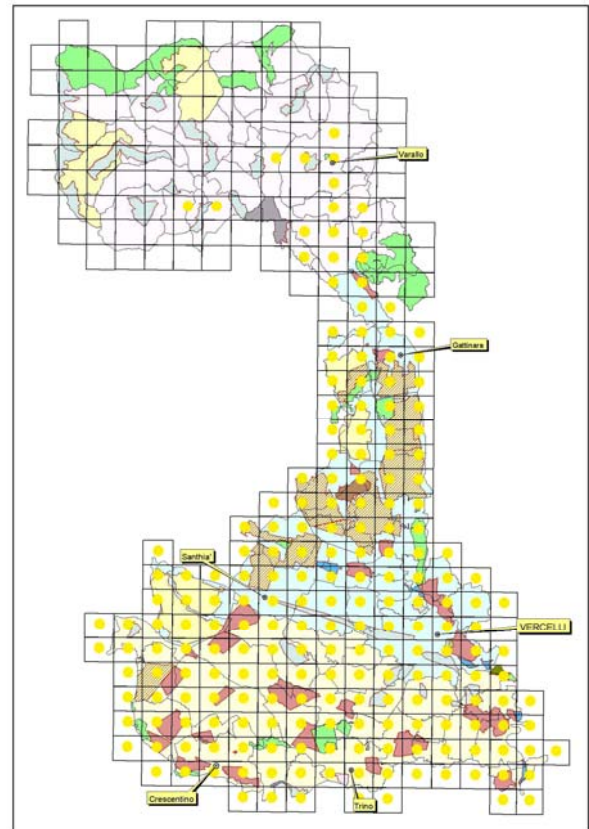 Varallo
Gattinara
Santhia'
VERCELLI
Crescentino
Trino